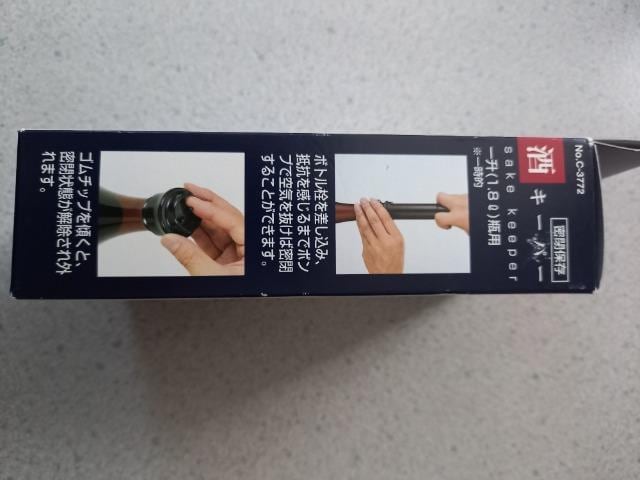 No.C-3772
密閉保存
酒キーパー
sake keeper
一升(1.8ℓ)瓶用
※一時的
ボトル栓を差し込み、
抵抗を感じるまでポン
プで空気を抜けば密閉
することができます。
ゴムチップを傾くと、
密閉状態が解除され外
れます。